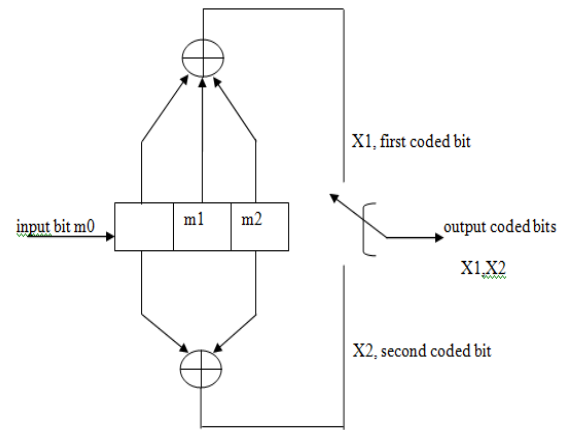 X1, first coded bit
input bit m0
m1
m2
output coded bits
X1,X2
X2, second coded bit